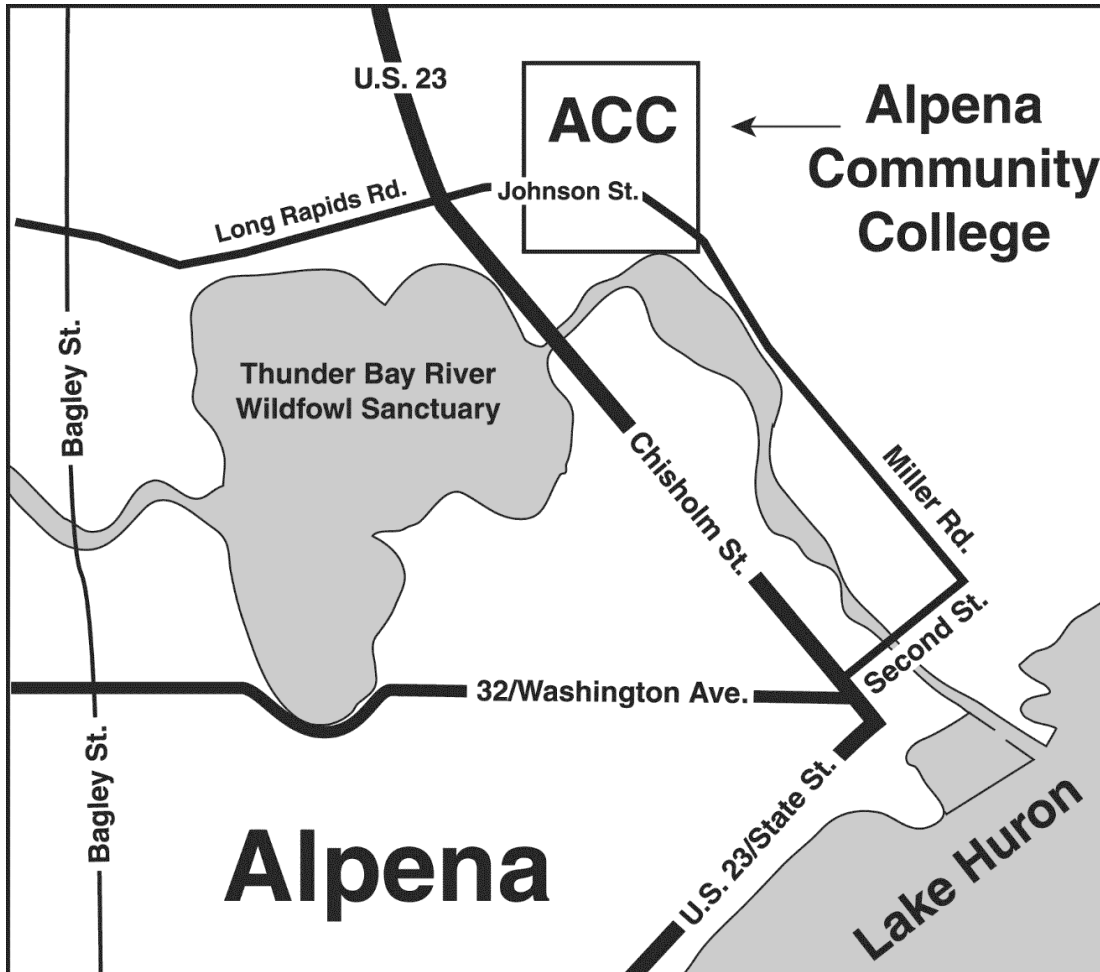 U.S. 23
ACC
Alpena
Community
College
Long Rapids Rd.
Johnson St.
Bagley St.
Thunder Bay River
Wildfowl Sanctuary
Chisholm St.
Miller Rd.
Second St.
32/Washington Ave.
Bagley St.
U.S. 23/State St.
Alpena
Lake Huron